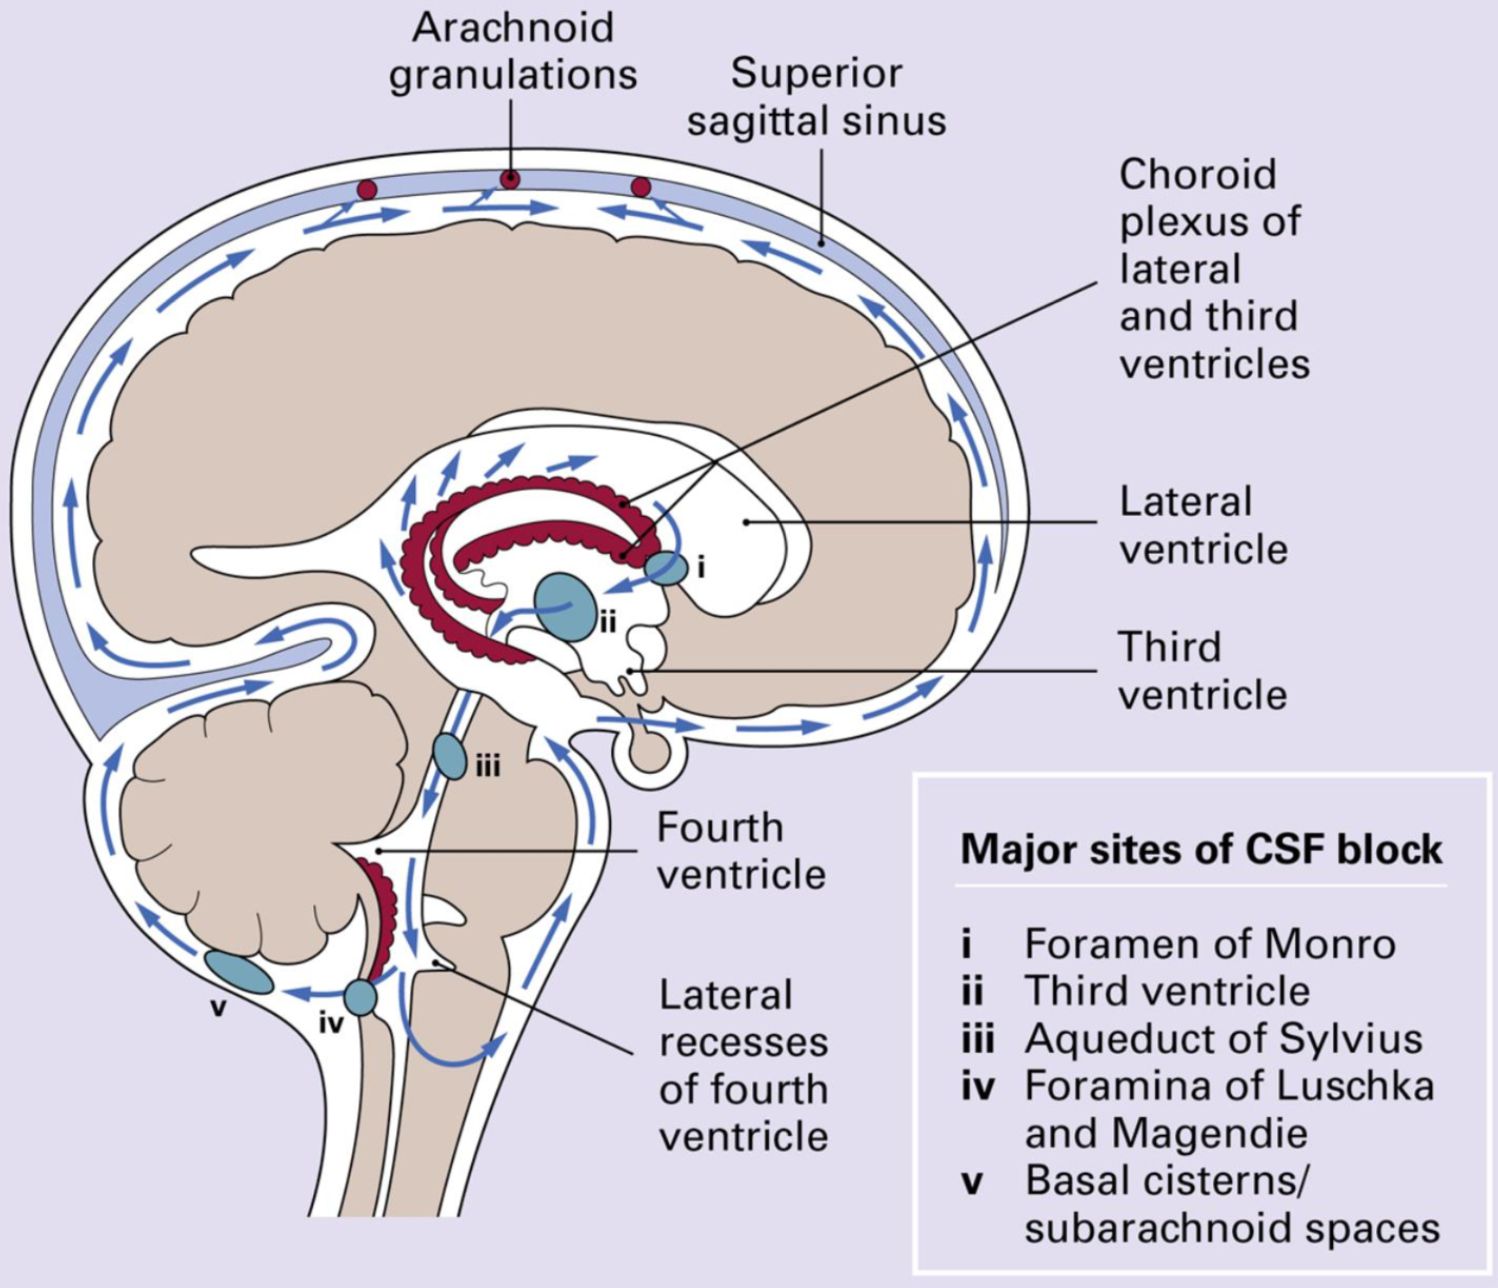 Arachnoid
granulations
Superior
sagittal sinus
Choroid
plexus of
lateral
and third
ventricles
Lateral
ventricle
i
ii
Third
ventricle
iii
Fourth
ventricle
Lateral
recesses
of fourth
ventricle
v
iv
Major sites of CSF block
i Foramen of Monro
ii Third ventricle
iii Aqueduct of Sylvius
iv Foramina of Luschka
and Magendie
v Basal cisterns/
subarachnoid spaces